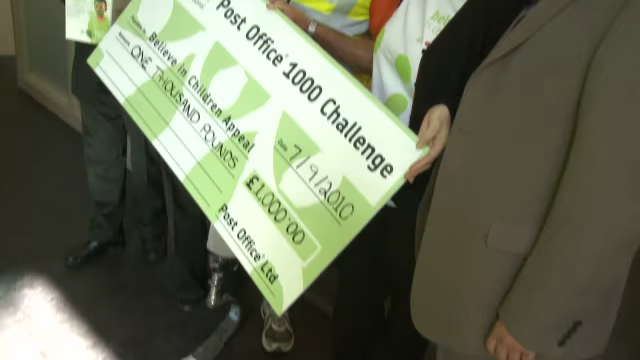 Post Office 1000 Challenge
Believe in Children Appeal
ONE THOUSAND POUNDS
Date 7/9/2010
£1,000.00
Post Office Ltd